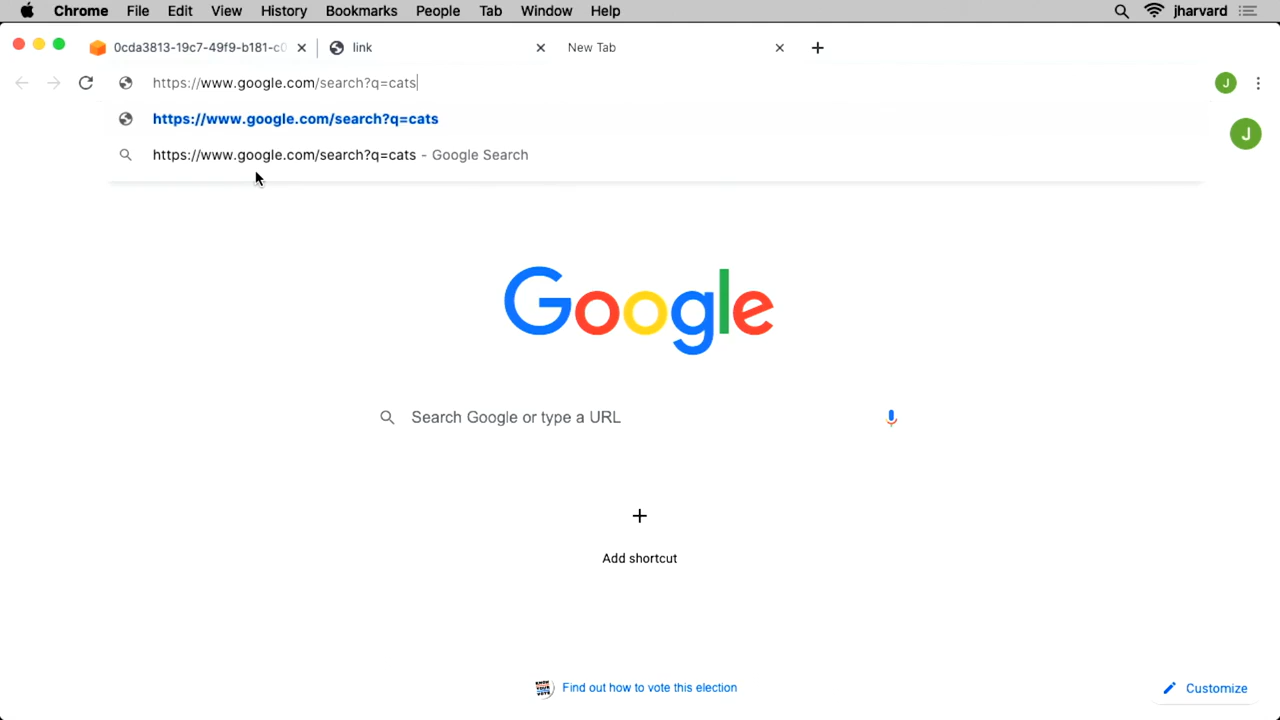 Chrome File Edit View History Bookmarks People Tab Window Help jharvard
0cda3813-19c7-49f9-b181-c0 link New Tab
https://www.google.com/search?q=cats J
https://www.google.com/search?q=cats
J
https://www.google.com/search?q=cats - Google Search
Google
Search Google or type a URL
Add shortcut
Find out how to vote this election
Customize